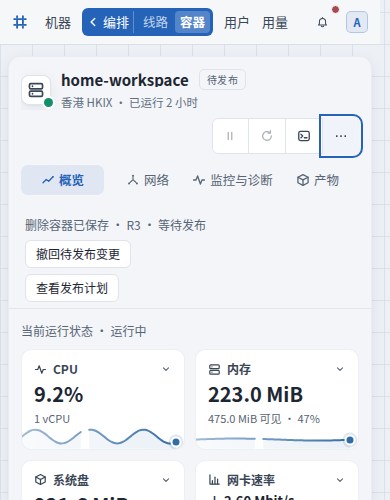 机器 编排 线路 容器 用户 用量 A
home-workspace 待发布
香港 HKIX • 已运行 2 小时
概览 网络 监控与诊断 产物
删除容器已保存 • R3 • 等待发布
撤回待发布变更
查看发布计划
当前运行状态 • 运行中
CPU 内存
9.2% 223.0 MiB
1 vCPU 475.0 MiB 可见 • 47%
系统盘 网卡速率